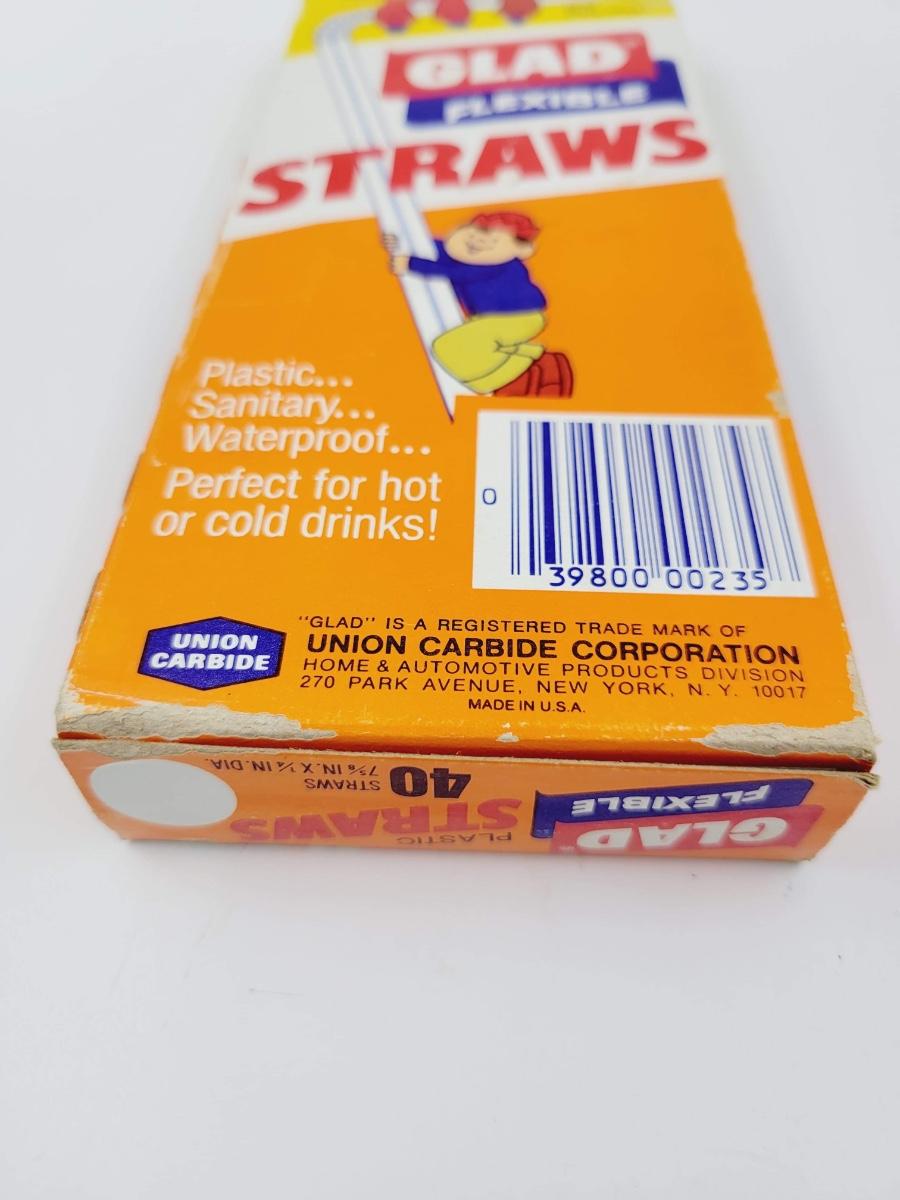 GLAD®
FLEXIBLE
STRAWS
Plastic...
Sanitary...
Waterproof...
Perfect for hot
or cold drinks!
0
39800 00235
UNION
CARBIDE
"GLAD" IS A REGISTERED TRADE MARK OF
UNION CARBIDE CORPORATION
HOME & AUTOMOTIVE PRODUCTS DIVISION
270 PARK AVENUE, NEW YORK, N. Y. 10017
MADE IN U.S.A.
GLAD®
FLEXIBLE
PLASTIC
STRAWS
40 STRAWS
7⅝ IN. X ¼ IN. DIA.